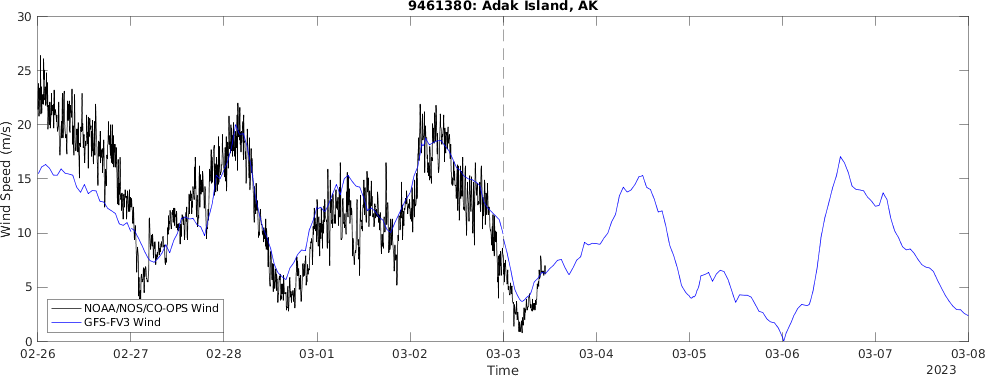 9461380: Adak Island, AK
Wind Speed (m/s)
30
25
20
15
10
5
0
NOAA/NOS/CO-OPS Wind
GFS-FV3 Wind
02-26 02-27 02-28 03-01 03-02 03-03 03-04 03-05 03-06 03-07 03-08
Time
2023